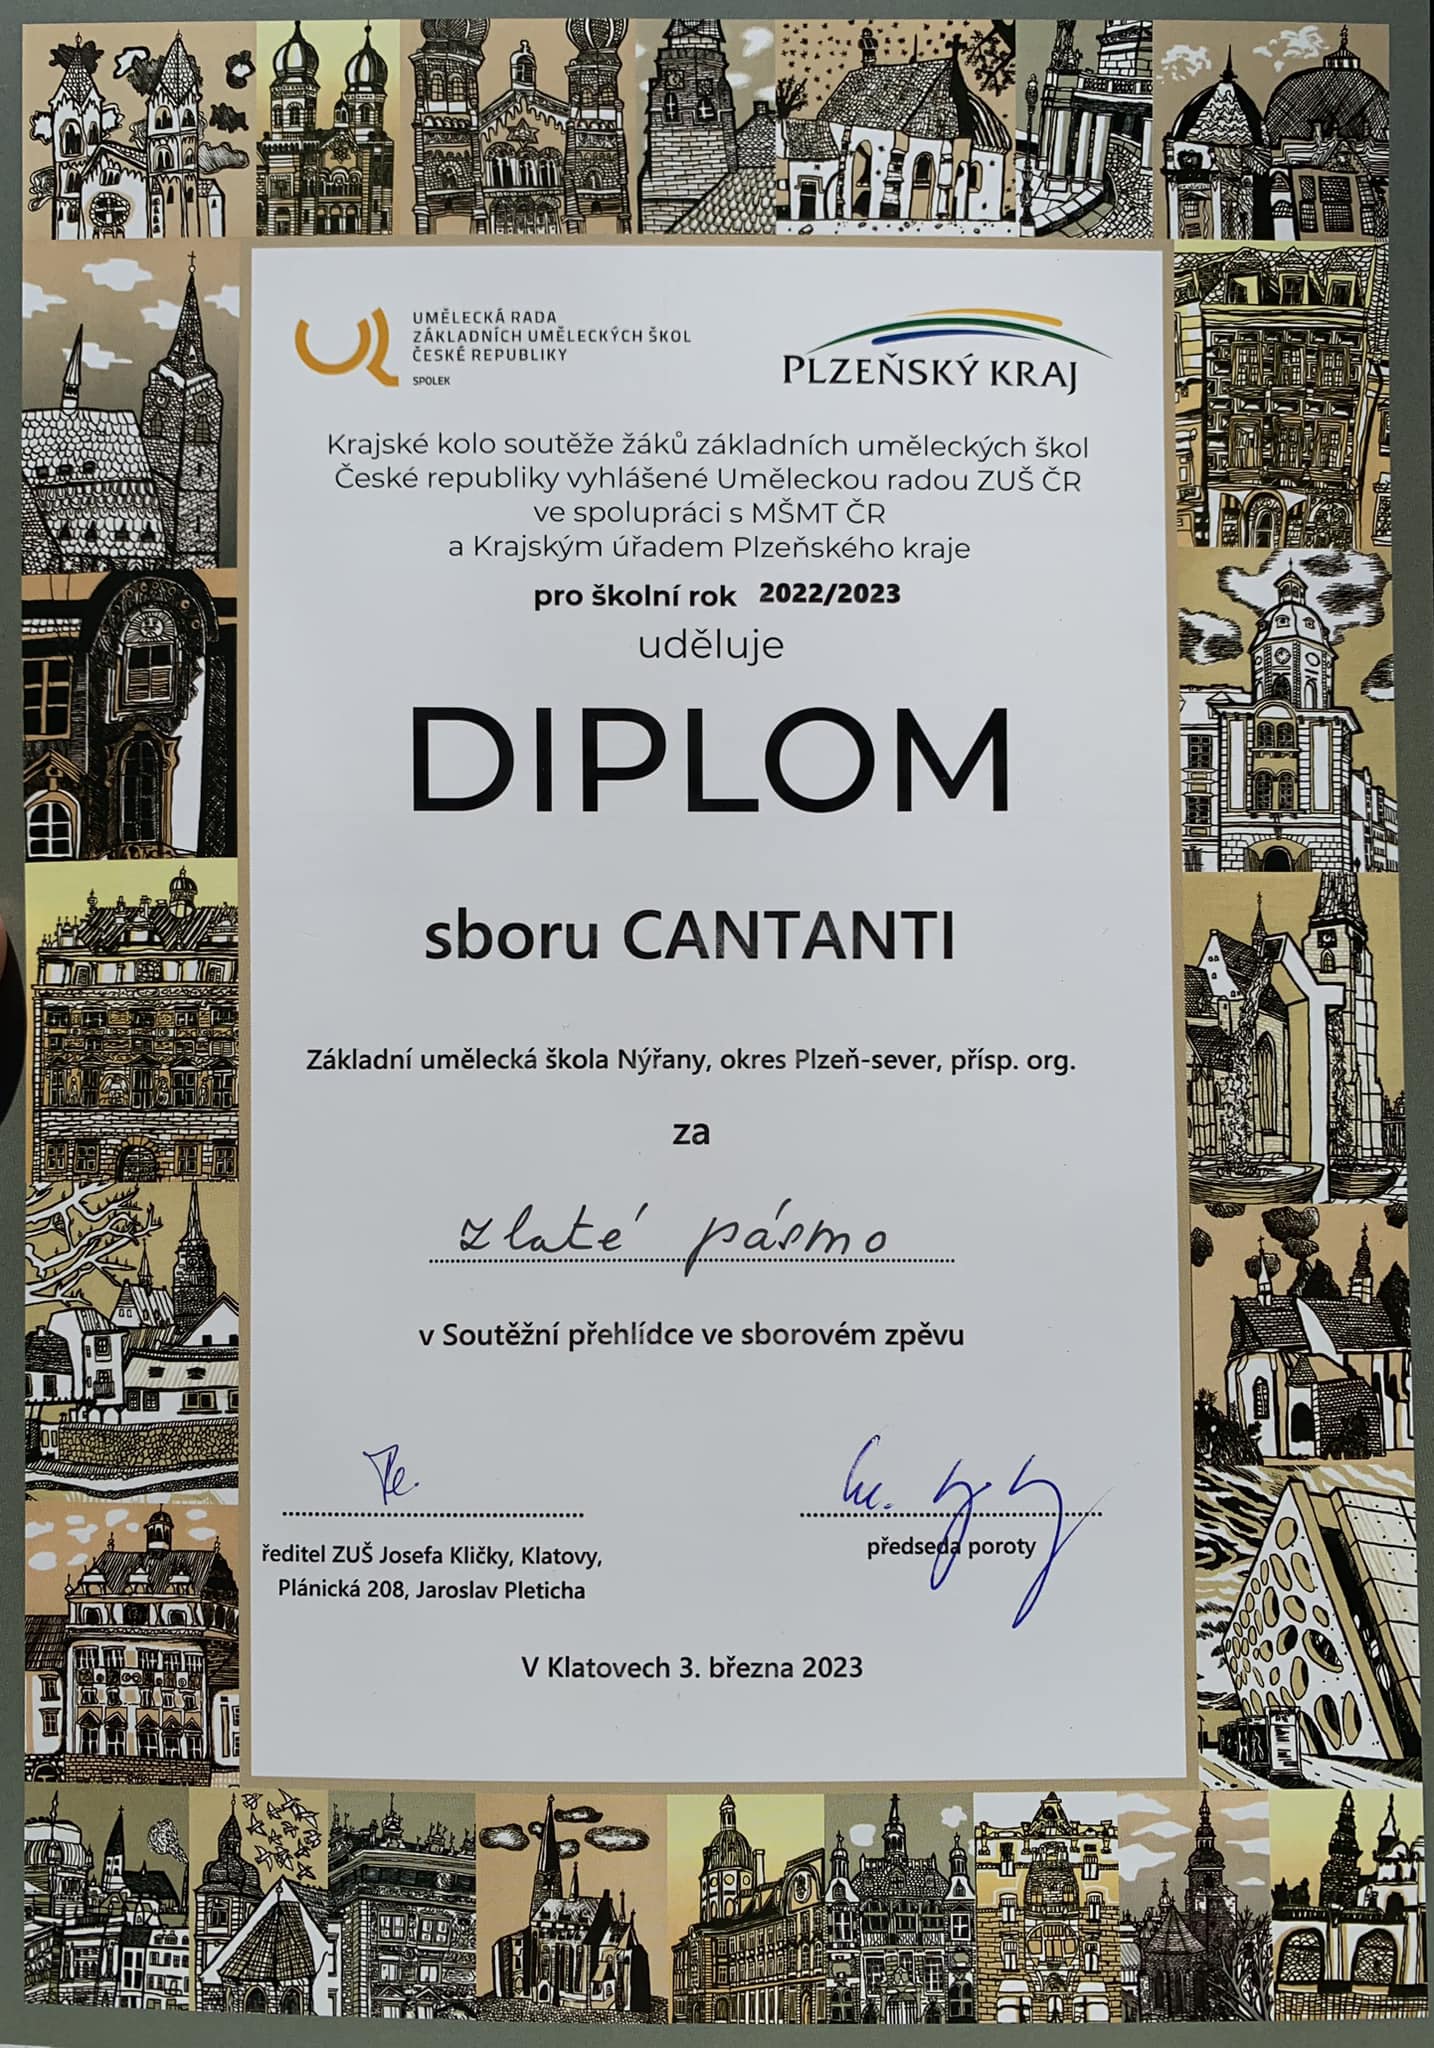 UMĚLECKÁ RADA
ZÁKLADNÍCH UMĚLECKÝCH ŠKOL
ČESKÉ REPUBLIKY
SPOLEK
PLZEŇSKÝ KRAJ
Krajské kolo soutěže žáků základních uměleckých škol
České republiky vyhlášené Uměleckou radou ZUŠ ČR
ve spolupráci s MŠMT ČR
a Krajským úřadem Plzeňského kraje
pro školní rok 2022/2023
uděluje
DIPLOM
sboru CANTANTI
Základní umělecká škola Nýřany, okres Plzeň-sever, přísp. org.
za
zlaté pásmo
v Soutěžní přehlídce ve sborovém zpěvu
ředitel ZUŠ Josefa Kličky, Klatovy,
Plánická 208, Jaroslav Pleticha
předseda poroty
V Klatovech 3. března 2023